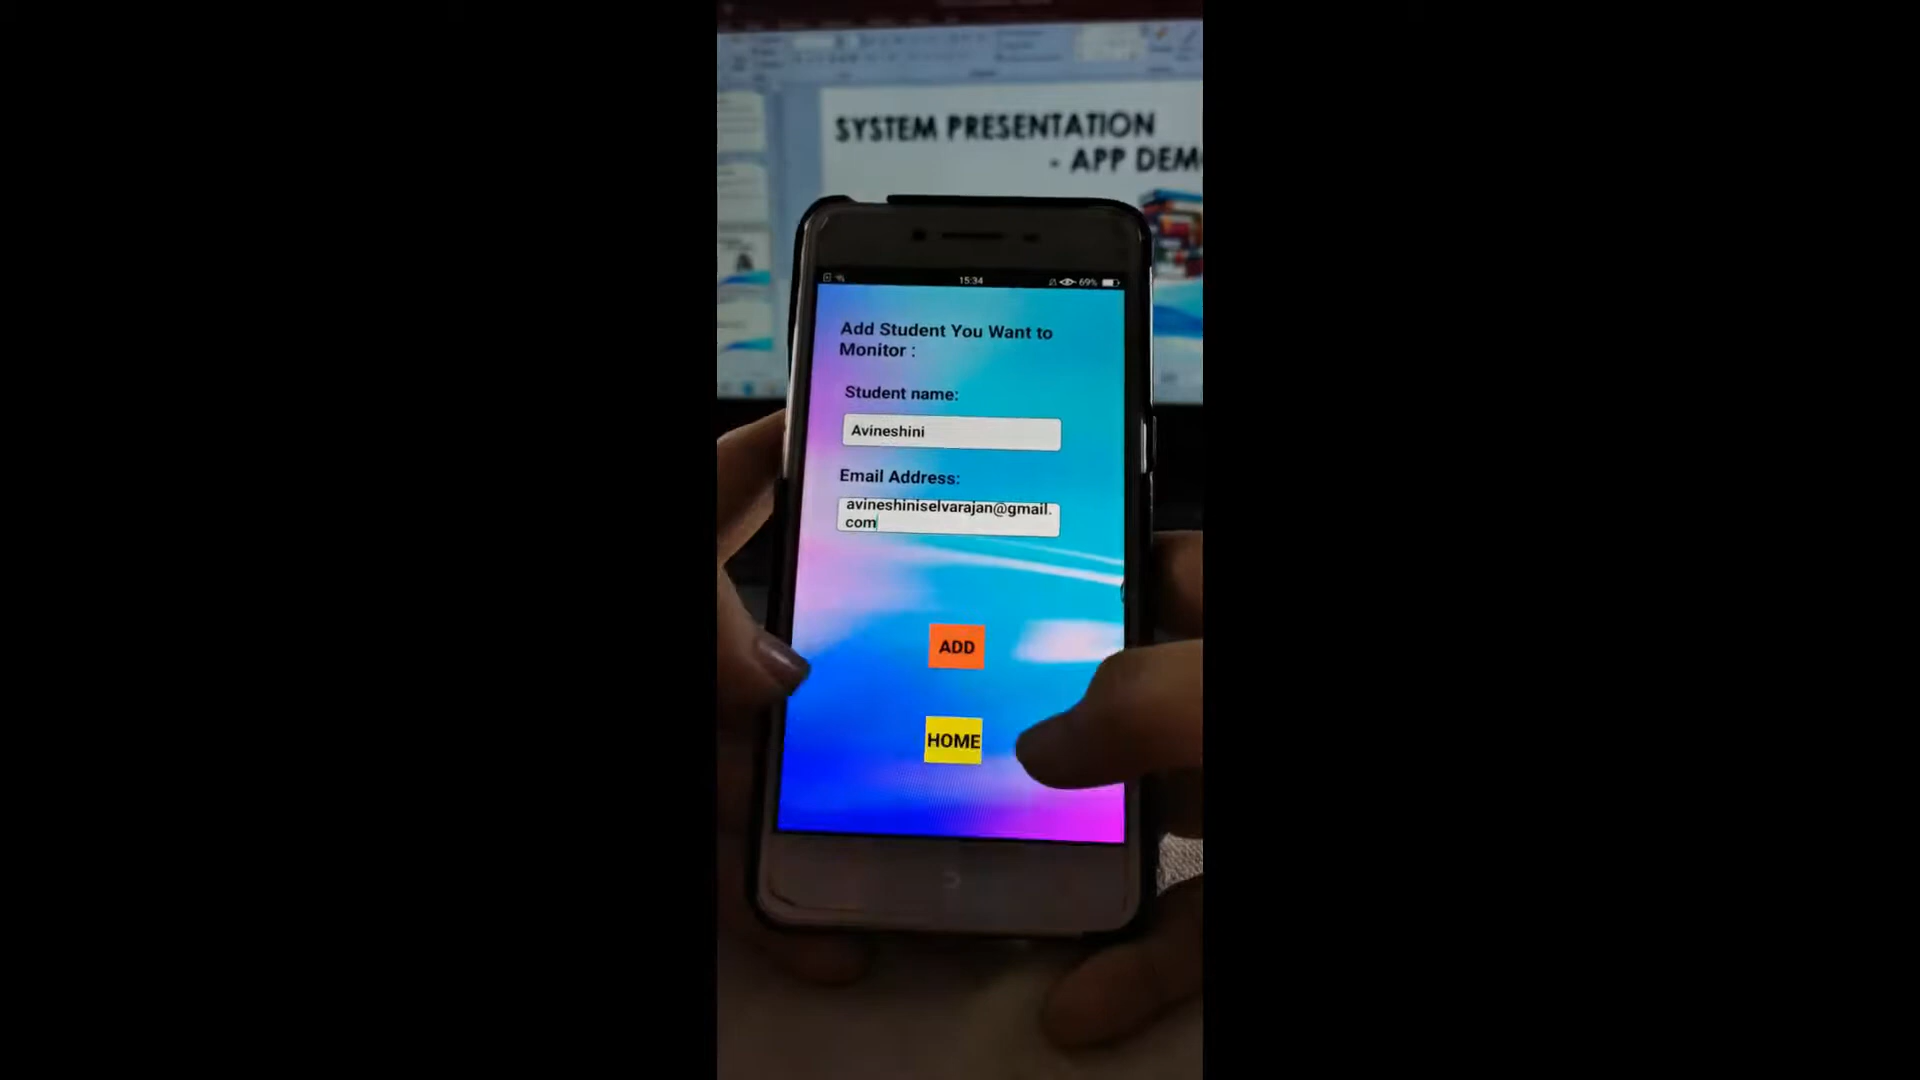 SYSTEM PRESENTATION
- APP DEM
15:34
69%
Add Student You Want to
Monitor :
Student name:
Avineshini
Email Address:
avineshiniselvarajan@gmail.
com
ADD
HOME